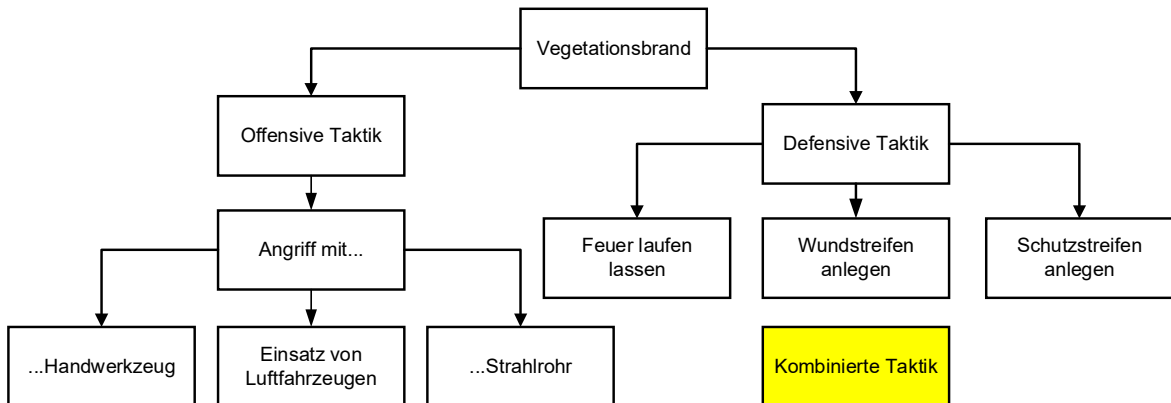 Vegetationsbrand
Offensive Taktik
Defensive Taktik
Angriff mit...
Feuer laufen
lassen
Wundstreifen
anlegen
Schutzstreifen
anlegen
...Handwerkzeug
Einsatz von
Luftfahrzeugen
...Strahlrohr
Kombinierte Taktik